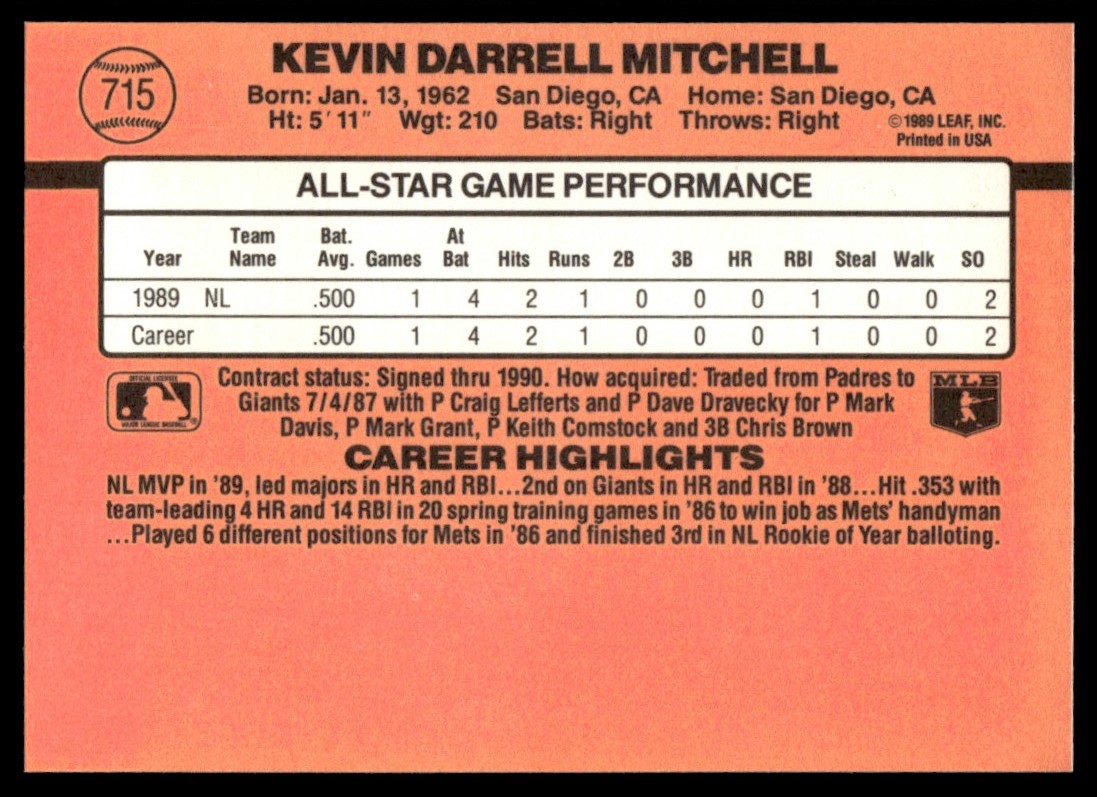 715
KEVIN DARRELL MITCHELL
Born: Jan. 13, 1962 San Diego, CA Home: San Diego, CA
Ht: 5' 11" Wgt: 210 Bats: Right Throws: Right
©1989 LEAF, INC.
Printed in USA
ALL-STAR GAME PERFORMANCE
Year Team Name Bat. Avg. Games At Bat Hits Runs 2B 3B HR RBI Steal Walk SO
1989 NL .500 1 4 2 1 0 0 0 1 0 0 2
Career .500 1 4 2 1 0 0 0 1 0 0 2
OFFICIAL LICENSEE
MAJOR LEAGUE BASEBALL
Contract status: Signed thru 1990. How acquired: Traded from Padres to
Giants 7/4/87 with P Craig Lefferts and P Dave Dravecky for P Mark
Davis, P Mark Grant, P Keith Comstock and 3B Chris Brown
MLB
CAREER HIGHLIGHTS
NL MVP in '89, led majors in HR and RBI...2nd on Giants in HR and RBI in '88...Hit .353 with
team-leading 4 HR and 14 RBI in 20 spring training games in '86 to win job as Mets' handyman
...Played 6 different positions for Mets in '86 and finished 3rd in NL Rookie of Year balloting.